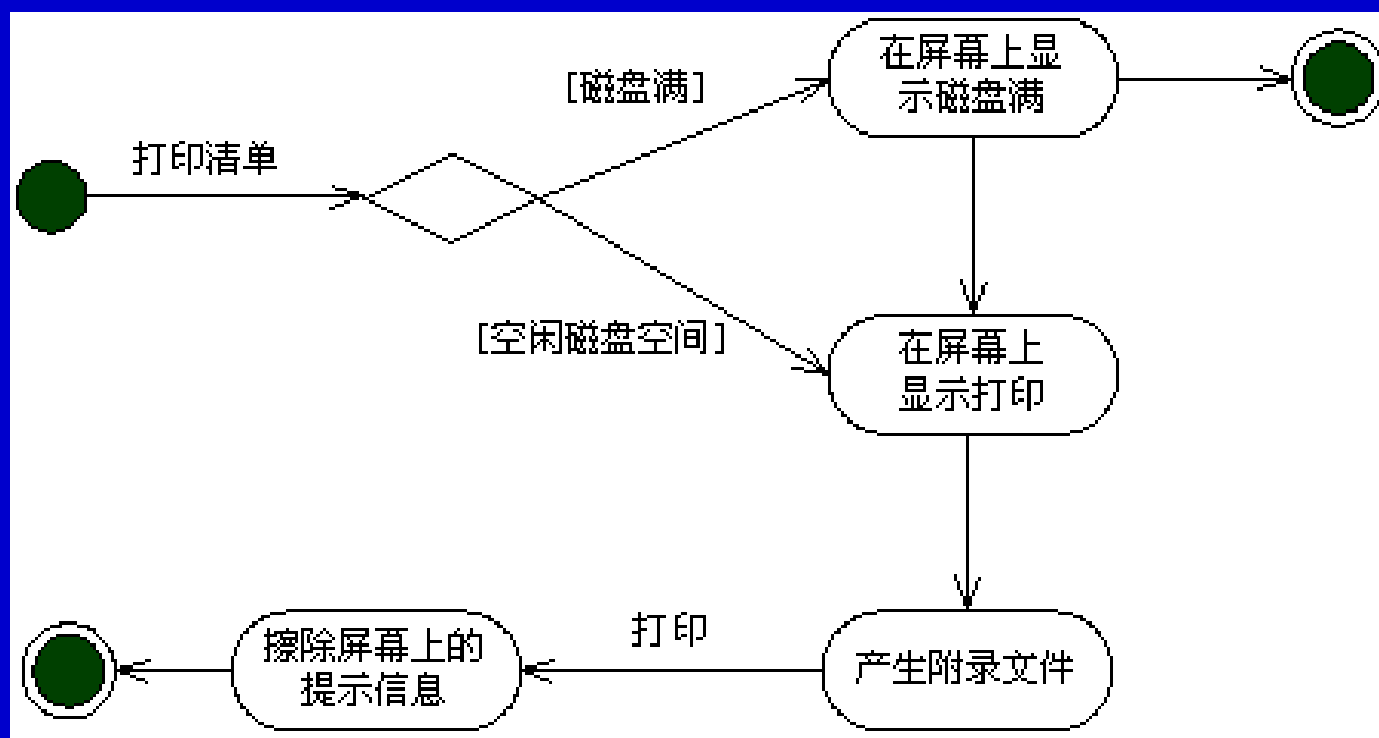 在屏幕上显
示磁盘满
[磁盘满]
打印清单
[空闲磁盘空间]
在屏幕上
显示打印
打印
擦除屏幕上的
提示信息
产生附录文件